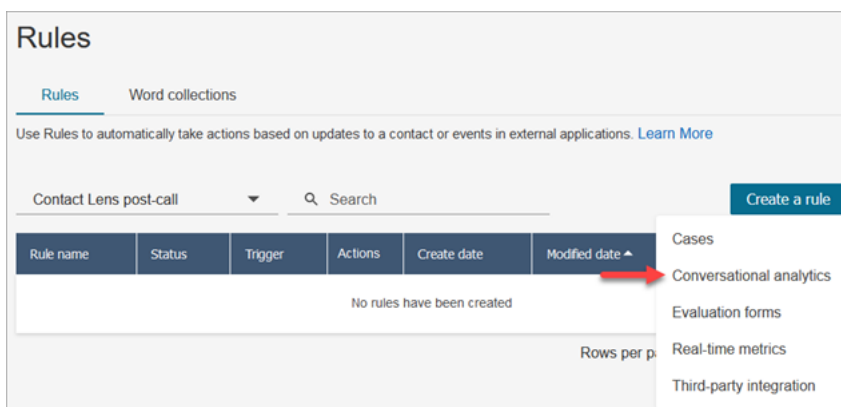 Rules
Rules Word collections
Use Rules to automatically take actions based on updates to a contact or events in external applications. Learn More
Contact Lens post-call Search Create a rule
Rule name Status Trigger Actions Create date Modified date
Cases
Conversational analytics
No rules have been created
Evaluation forms
Rows per
Real-time metrics
Third-party integration